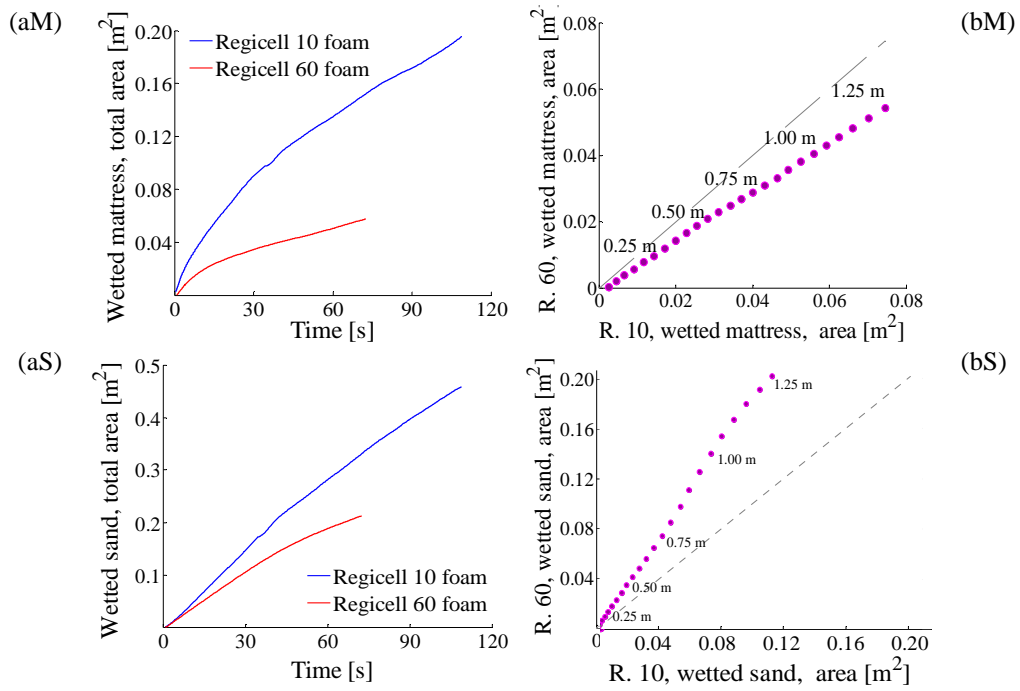 (aM)
Wetted mattress, total area [m²]
0.20
0.16
0.12
0.08
0.04
Regicell 10 foam
Regicell 60 foam
0 30 60 90 120
Time [s]
(bM)
R. 60, wetted mattress, area [m²]
0.08
0.06
0.04
0.02
0
1.25 m
1.00 m
0.75 m
0.50 m
0.25 m
0 0.02 0.04 0.06 0.08
R. 10, wetted mattress, area [m²]
(aS)
Wetted sand, total area [m²]
0.5
0.4
0.3
0.2
0.1
Regicell 10 foam
Regicell 60 foam
0 30 60 90 120
Time [s]
(bS)
R. 60, wetted sand, area [m²]
0.20
0.16
0.12
0.08
0.04
0
1.25 m
1.00 m
0.75 m
0.50 m
0.25 m
0 0.04 0.08 0.12 0.16 0.20
R. 10, wetted sand, area [m²]